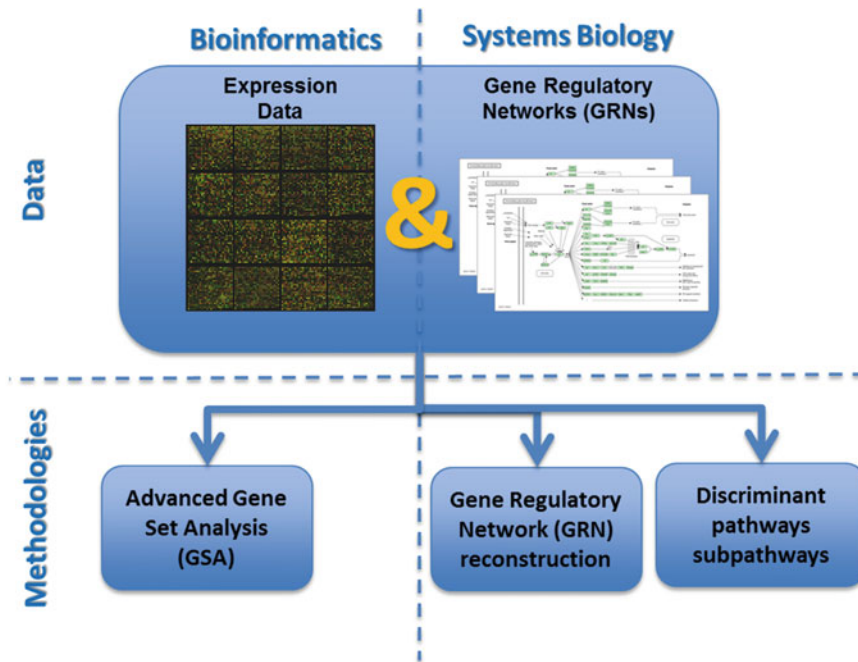 Bioinformatics
Systems Biology
Data
Expression
Data
&
Gene Regulatory
Networks (GRNs)
Methodologies
Advanced Gene
Set Analysis
(GSA)
Gene Regulatory
Network (GRN)
reconstruction
Discriminant
pathways
subpathways